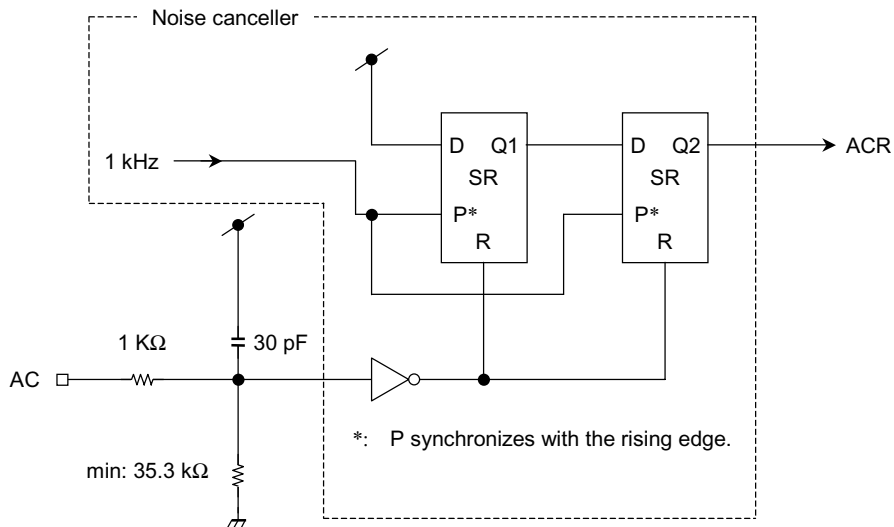 Noise canceller
D Q1
SR
P*
R
D Q2
SR
P*
R
ACR
1 kHz
1 KΩ
30 pF
AC
*: P synchronizes with the rising edge.
min: 35.3 kΩ